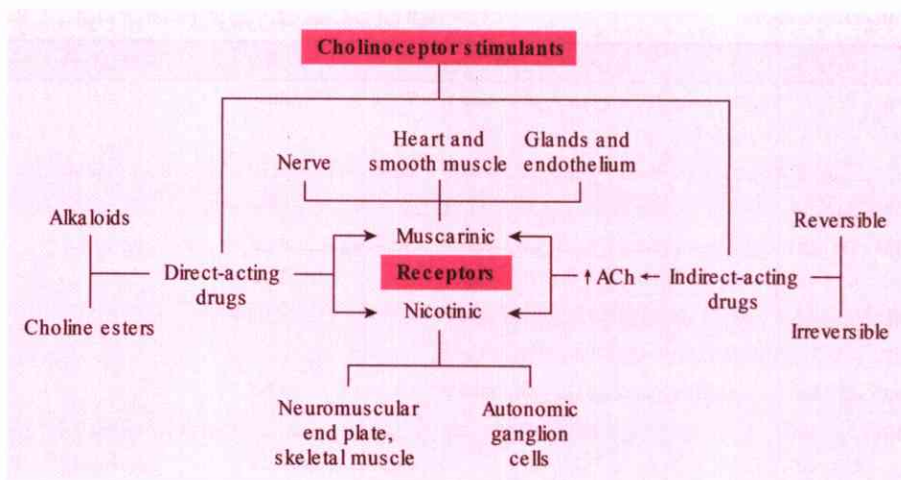 Cholinoceptor stimulants
Nerve
Heart and
smooth muscle
Glands and
endothelium
Alkaloids
Choline esters
Direct-acting
drugs
Muscarinic
Receptors
Nicotinic
↑ ACh
Indirect-acting
drugs
Reversible
Irreversible
Neuromuscular
end plate,
skeletal muscle
Autonomic
ganglion
cells